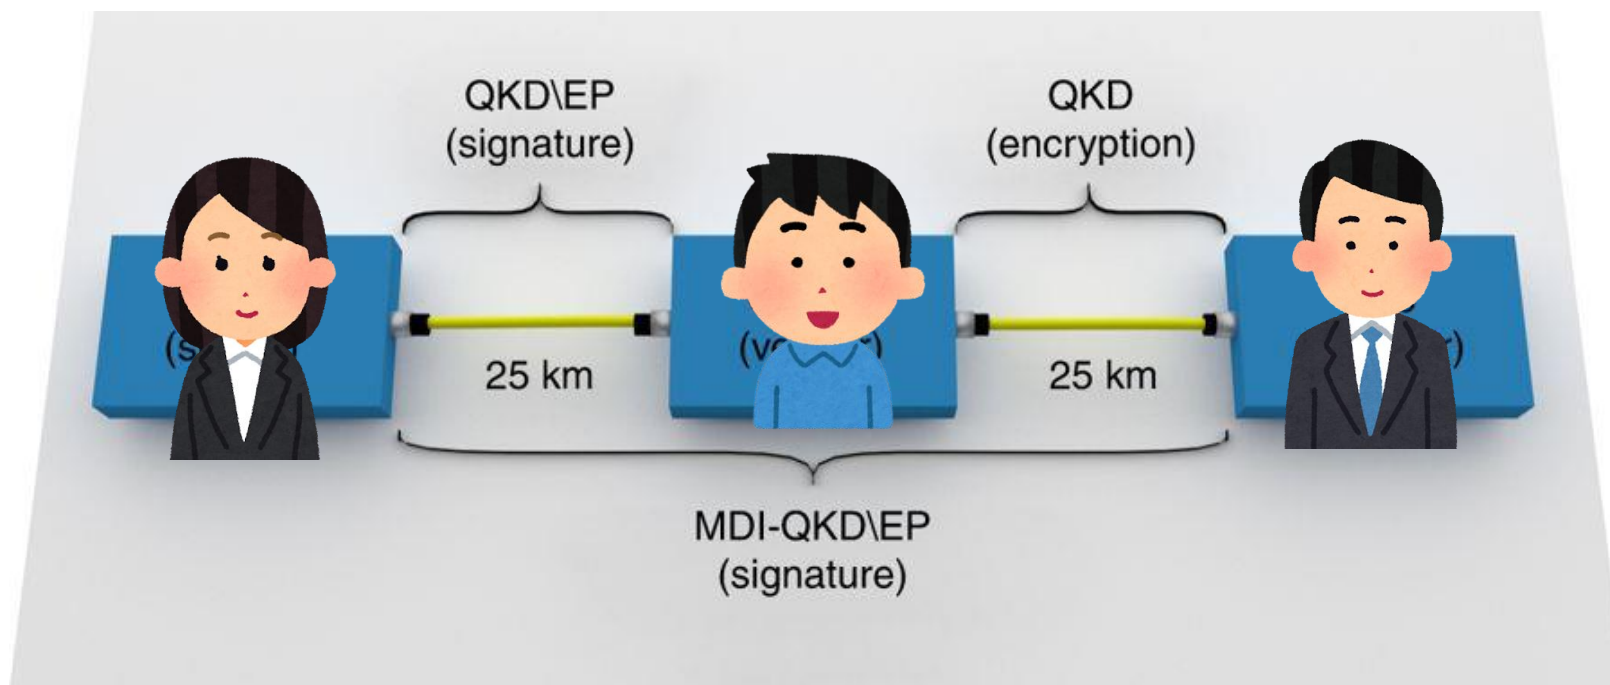 QKD\EP
(signature)
QKD
(encryption)
25 km
25 km
MDI-QKD\EP
(signature)